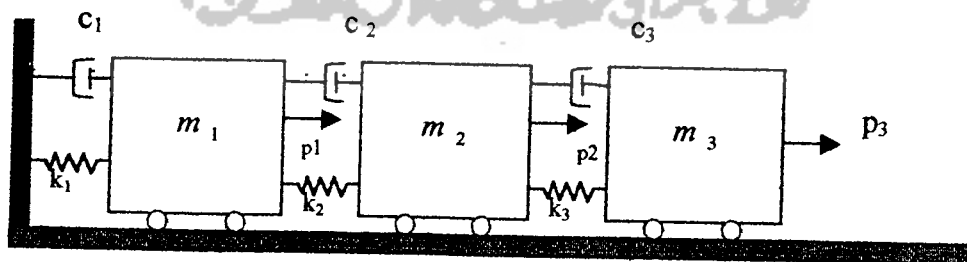 c₁ c₂ c₃
m₁ m₂ m₃ p₃
p1 p2
k₁ k₂ k₃